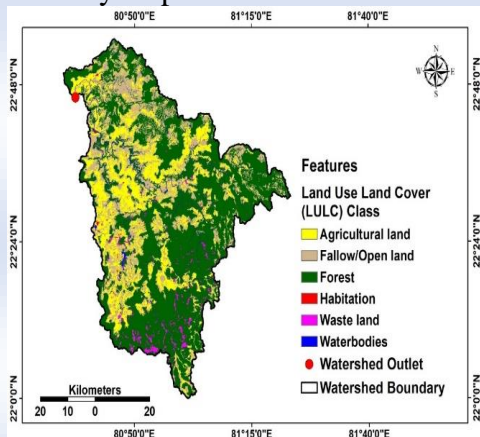 80°50'0"E 81°15'0"E 81°40'0"E
22°48'0"N
22°48'0"N
N
W E
S
Features
Land Use Land Cover
(LULC) Class
Agricultural land
Fallow/Open land
Forest
Habitation
Waste land
Waterbodies
Watershed Outlet
Watershed Boundary
22°24'0"N
22°24'0"N
Kilometers
20 10 0 20
22°0'0"N
22°0'0"N
80°50'0"E 81°15'0"E 81°40'0"E